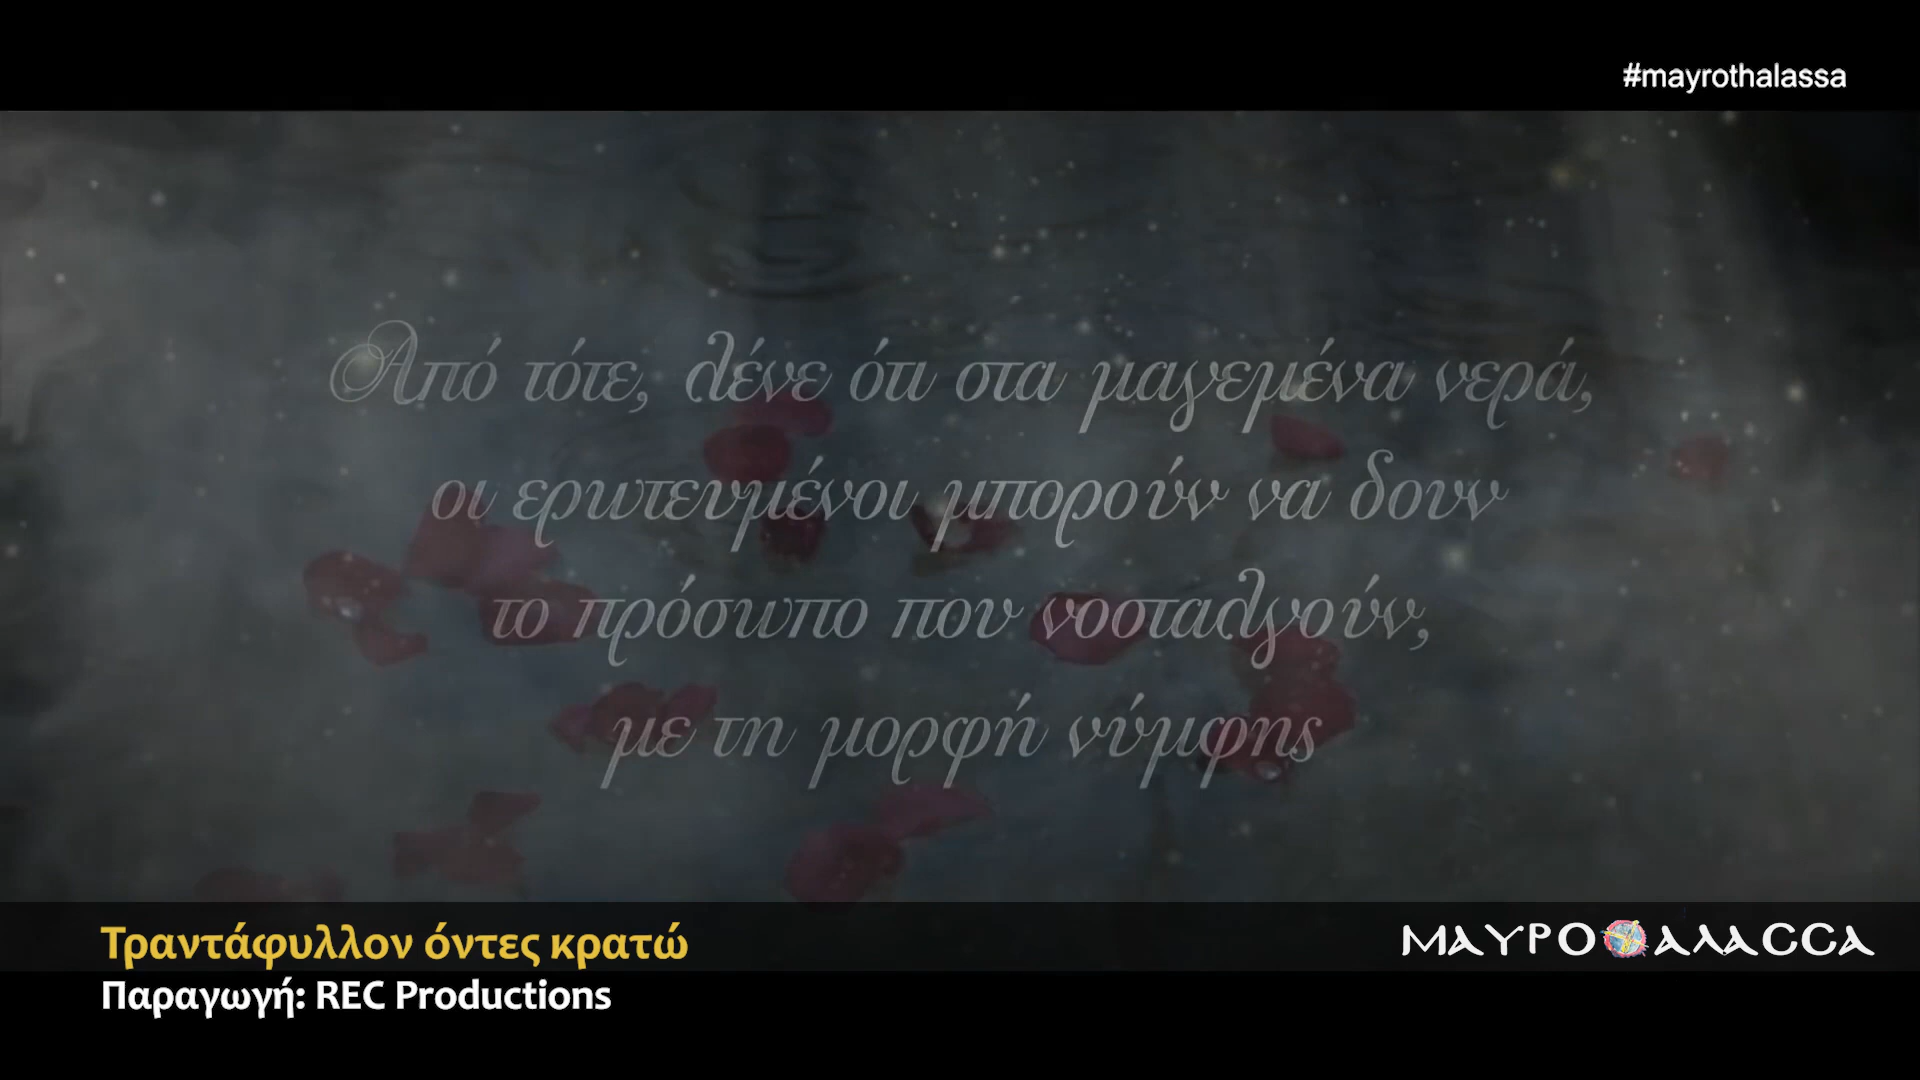 #mayrothalassa
Από τότε, λένε ότι στα μαγεμένα νερά,
οι ερωτευμένοι μπορούν να δουν
το πρόσωπο που νοσταλγούν,
με τη μορφή νύμφης
Τραντάφυλλον όντες κρατώ
ΜΑΥΡΟΘΑΛΑССΑ
Παραγωγή: REC Productions